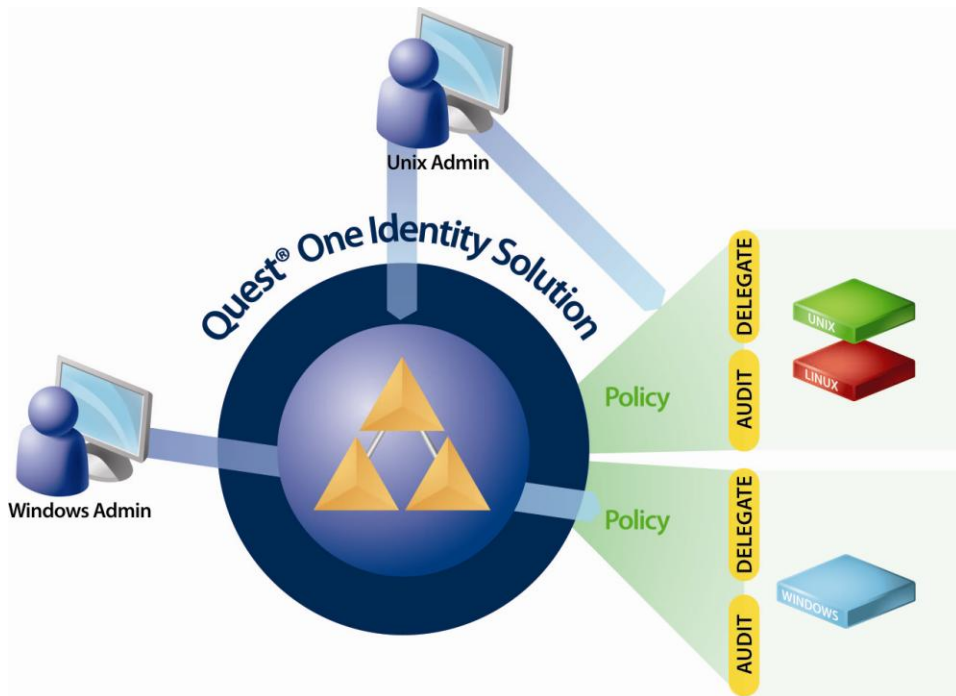 Unix Admin
Quest® One Identity Solution
Windows Admin
Policy
DELEGATE
AUDIT
UNIX
LINUX
Policy
DELEGATE
AUDIT
WINDOWS